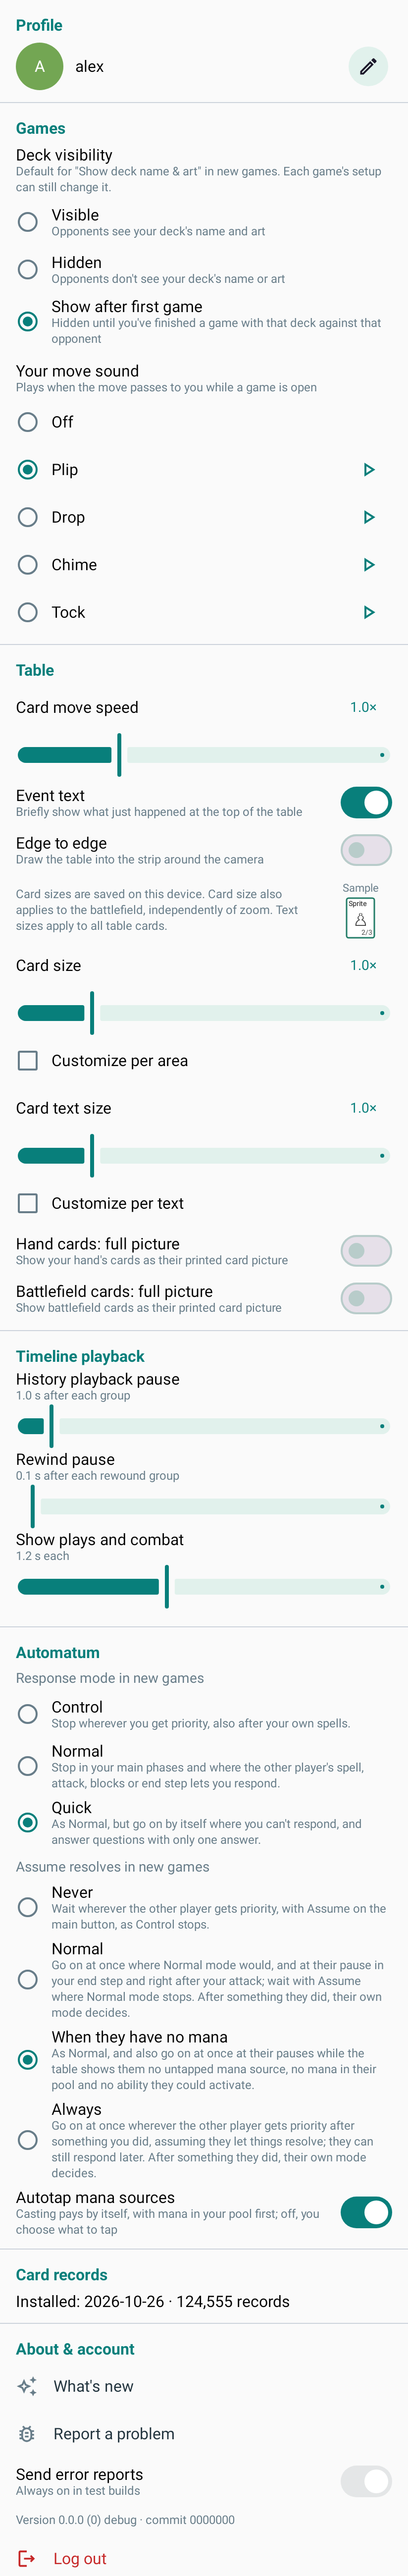 Profile
A
alex
Games
Deck visibility
Default for "Show deck name & art" in new games. Each game's setup
can still change it.
Visible
Opponents see your deck's name and art
Hidden
Opponents don't see your deck's name or art
Show after first game
Hidden until you've finished a game with that deck against that
opponent
Your move sound
Plays when the move passes to you while a game is open
Off
Plip
Drop
Chime
Tock
Table
Card move speed
1.0×
Event text
Briefly show what just happened at the top of the table
Edge to edge
Draw the table into the strip around the camera
Card sizes are saved on this device. Card size also
applies to the battlefield, independently of zoom. Text
sizes apply to all table cards.
Sample
Sprite
2/3
Card size
1.0×
Customize per area
Card text size
1.0×
Customize per text
Hand cards: full picture
Show your hand's cards as their printed card picture
Battlefield cards: full picture
Show battlefield cards as their printed card picture
Timeline playback
History playback pause
1.0 s after each group
Rewind pause
0.1 s after each rewound group
Show plays and combat
1.2 s each
Automatum
Response mode in new games
Control
Stop wherever you get priority, also after your own spells.
Normal
Stop in your main phases and where the other player's spell,
attack, blocks or end step lets you respond.
Quick
As Normal, but go on by itself where you can't respond, and
answer questions with only one answer.
Assume resolves in new games
Never
Wait wherever the other player gets priority, with Assume on the
main button, as Control stops.
Normal
Go on at once where Normal mode would, and at their pause in
your end step and right after your attack; wait with Assume
where Normal mode stops. After something they did, their own
mode decides.
When they have no mana
As Normal, and also go on at once at their pauses while the
table shows them no untapped mana source, no mana in their
pool and no ability they could activate.
Always
Go on at once wherever the other player gets priority after
something you did, assuming they let things resolve; they can
still respond later. After something they did, their own mode
decides.
Autotap mana sources
Casting pays by itself, with mana in your pool first; off, you
choose what to tap
Card records
Installed: 2026-10-26 · 124,555 records
About & account
What's new
Report a problem
Send error reports
Always on in test builds
Version 0.0.0 (0) debug · commit 0000000
Log out